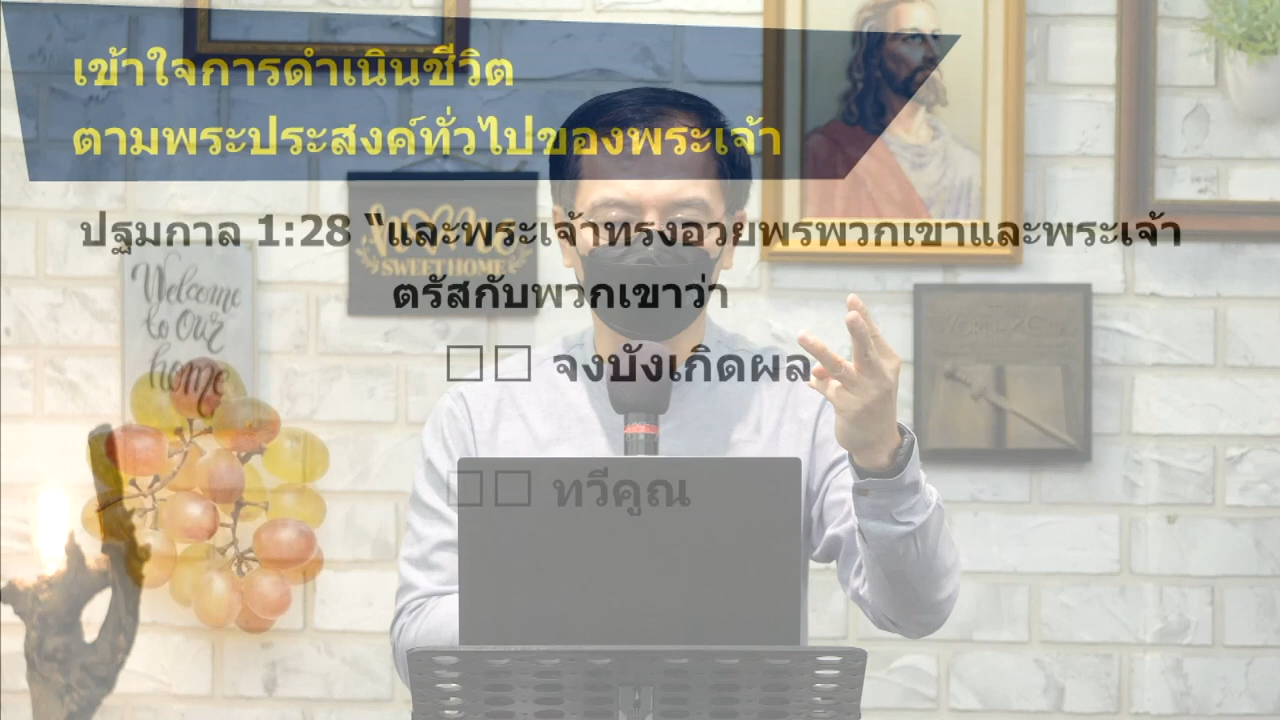 เข้าใจการดำเนินชีวิต
ตามพระประสงค์ทั่วไปของพระเจ้า
ปฐมกาล 1:28 “และพระเจ้าทรงอวยพรพวกเขาและพระเจ้า
ตรัสกับพวกเขาว่า
□□ จงบังเกิดผล
□□ ทวีคูณ
SWEET HOME
Welcome
to our
home